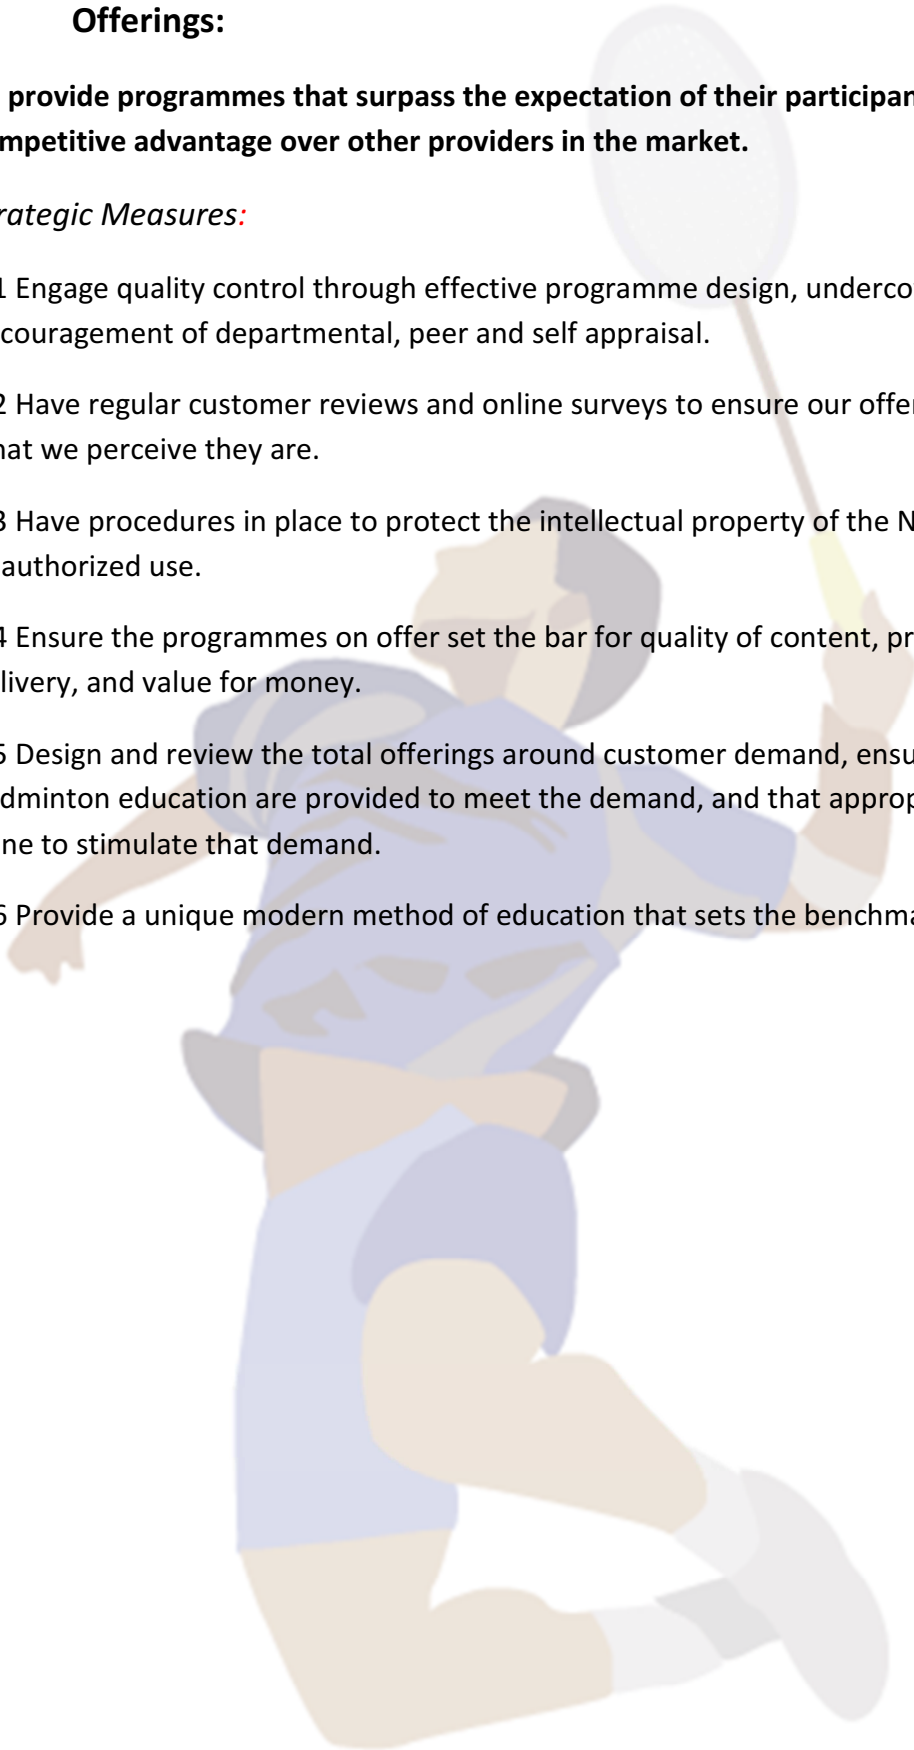 Offerings:
provide programmes that surpass the expectation of their participan
mpetitive advantage over other providers in the market.
rategic Measures:
1 Engage quality control through effective programme design, underco
couragement of departmental, peer and self appraisal.
2 Have regular customer reviews and online surveys to ensure our offer
hat we perceive they are.
3 Have procedures in place to protect the intellectual property of the N
authorized use.
4 Ensure the programmes on offer set the bar for quality of content, pr
livery, and value for money.
5 Design and review the total offerings around customer demand, ensu
dminton education are provided to meet the demand, and that approp
ne to stimulate that demand.
6 Provide a unique modern method of education that sets the benchma